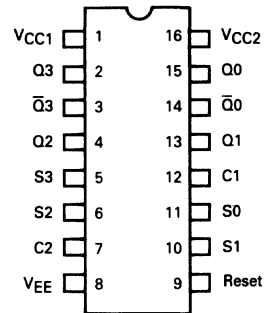 VCC1 1 16 VCC2
Q3 2 15 Q0
Q̅3 3 14 Q̅0
Q2 4 13 Q1
S3 5 12 C1
S2 6 11 S0
C2 7 10 S1
VEE 8 9 Reset